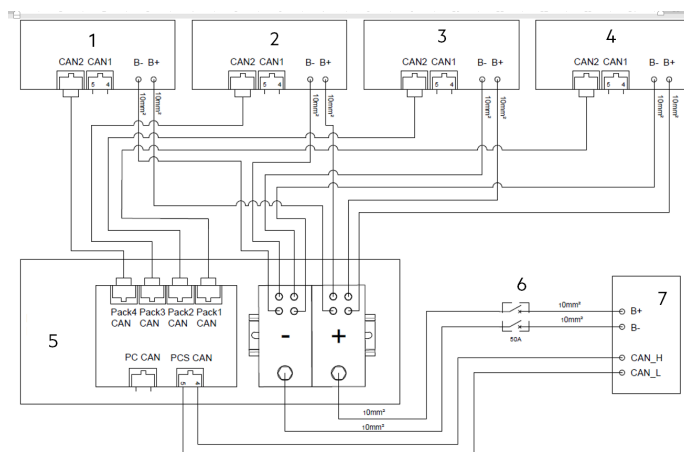 1
2
3
4
CAN2 CAN1 B- B+
CAN2 CAN1 B- B+
CAN2 CAN1 B- B+
CAN2 CAN1 B- B+
5 4
5 4
5 4
5 4
10mm²
10mm²
10mm²
10mm²
10mm²
10mm²
10mm²
10mm²
5
Pack4 CAN
Pack3 CAN
Pack2 CAN
Pack1 CAN
PC CAN
PCS CAN
5 4
-
+
6
10mm²
10mm²
50A
7
B+
B-
CAN_H
CAN_L
10mm²
10mm²